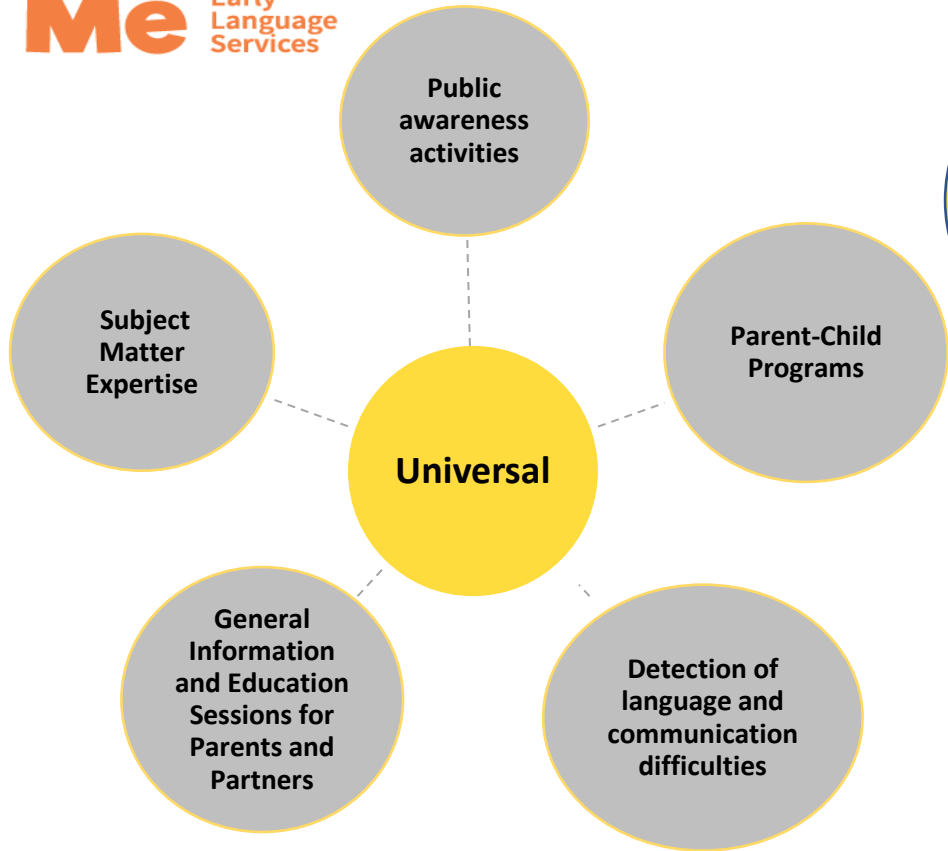 Me
Early
Language
Services
Public
awareness
activities
Subject
Matter
Expertise
Parent-Child
Programs
Universal
General
Information
and Education
Sessions for
Parents and
Partners
Detection of
language and
communication
difficulties